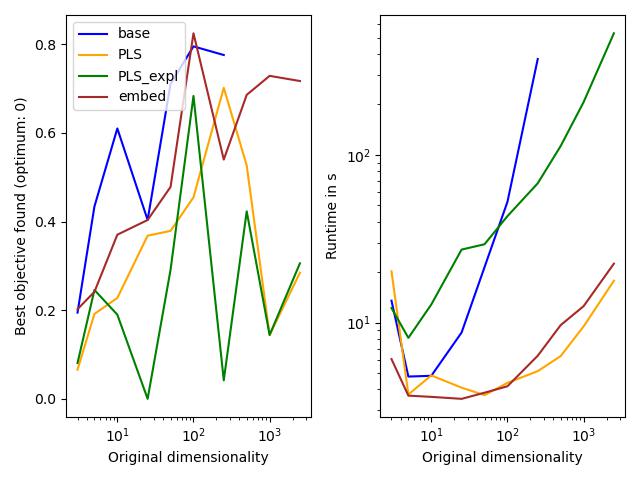 base
PLS
PLS_expl
embed
0.8
0.6
0.4
0.2
0.0
Best objective found (optimum: 0)
10¹ 10² 10³
Original dimensionality
10²
10¹
Runtime in s
10¹ 10² 10³
Original dimensionality